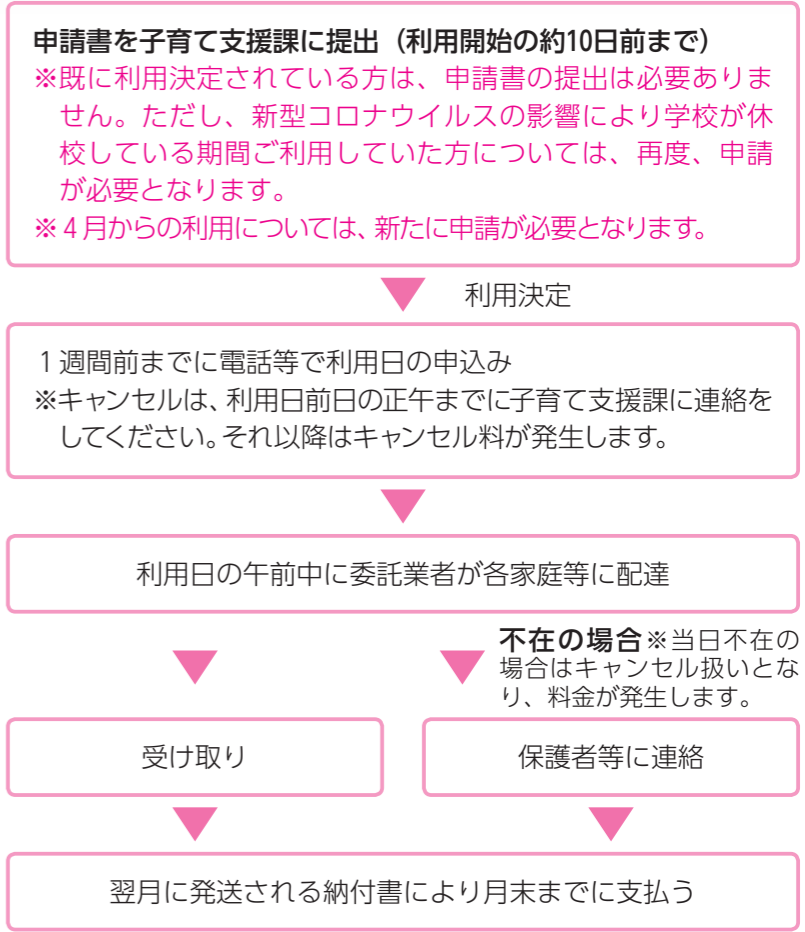 申請書を子育て支援課に提出（利用開始の約10日前まで）
※既に利用決定されている方は、申請書の提出は必要ありま
せん。ただし、新型コロナウイルスの影響により学校が休
校している期間ご利用していた方については、再度、申請
が必要となります。
※４月からの利用については、新たに申請が必要となります。
利用決定
１週間前までに電話等で利用日の申込み
※キャンセルは、利用日前日の正午までに子育て支援課に連絡を
してください。それ以降はキャンセル料が発生します。
利用日の午前中に委託業者が各家庭等に配達
不在の場合※当日不在の
場合はキャンセル扱いとな
り、料金が発生します。
受け取り
保護者等に連絡
翌月に発送される納付書により月末までに支払う